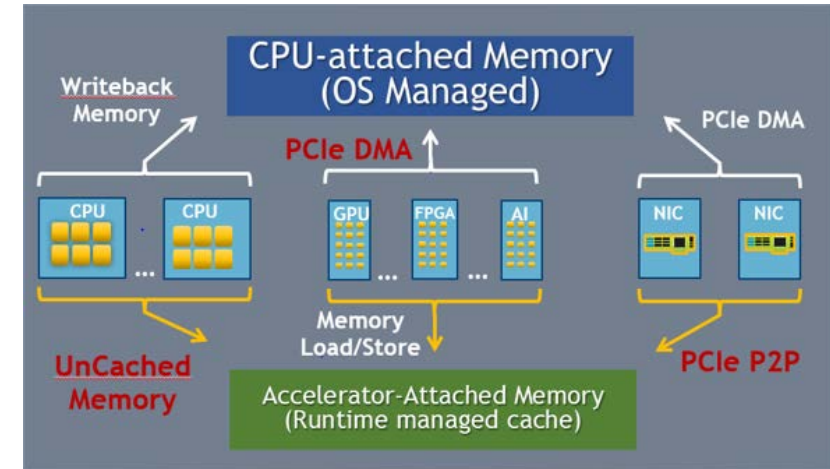 CPU-attached Memory
(OS Managed)
Writeback
Memory
PCIe DMA
PCIe DMA
CPU
CPU
GPU
FPGA
AI
NIC
NIC
...
...
...
...
Memory
Load/Store
UnCached
Memory
PCIe P2P
Accelerator-Attached Memory
(Runtime managed cache)